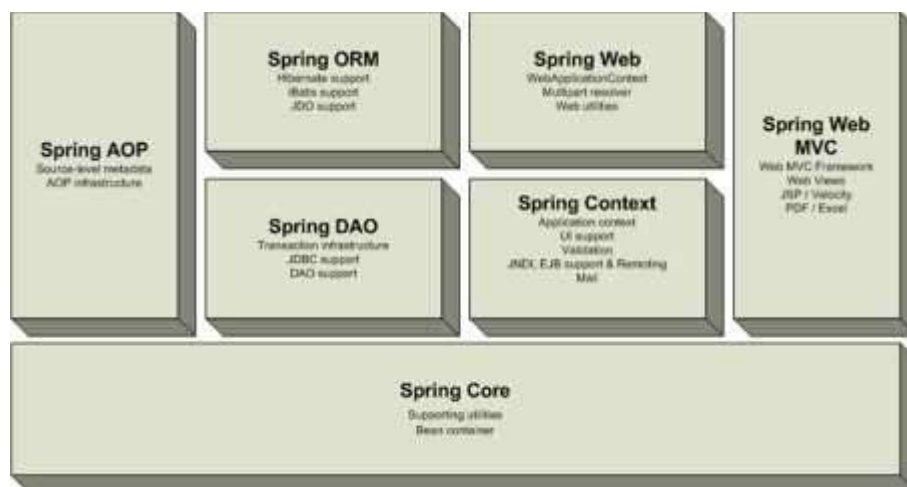 Spring AOP
Source-level metadata
AOP infrastructure
Spring ORM
Hibernate support
iBatis support
JDO support
Spring DAO
Transaction infrastructure
JDBC support
DAO support
Spring Web
WebApplicationContext
Multipart resolver
Web utilities
Spring Context
Application context
UI support
Validation
JNDI, EJB support & Remoting
Mail
Spring Web
MVC
Web MVC Framework
Web Views
JSP / Velocity
PDF / Excel
Spring Core
Supporting utilities
Bean container